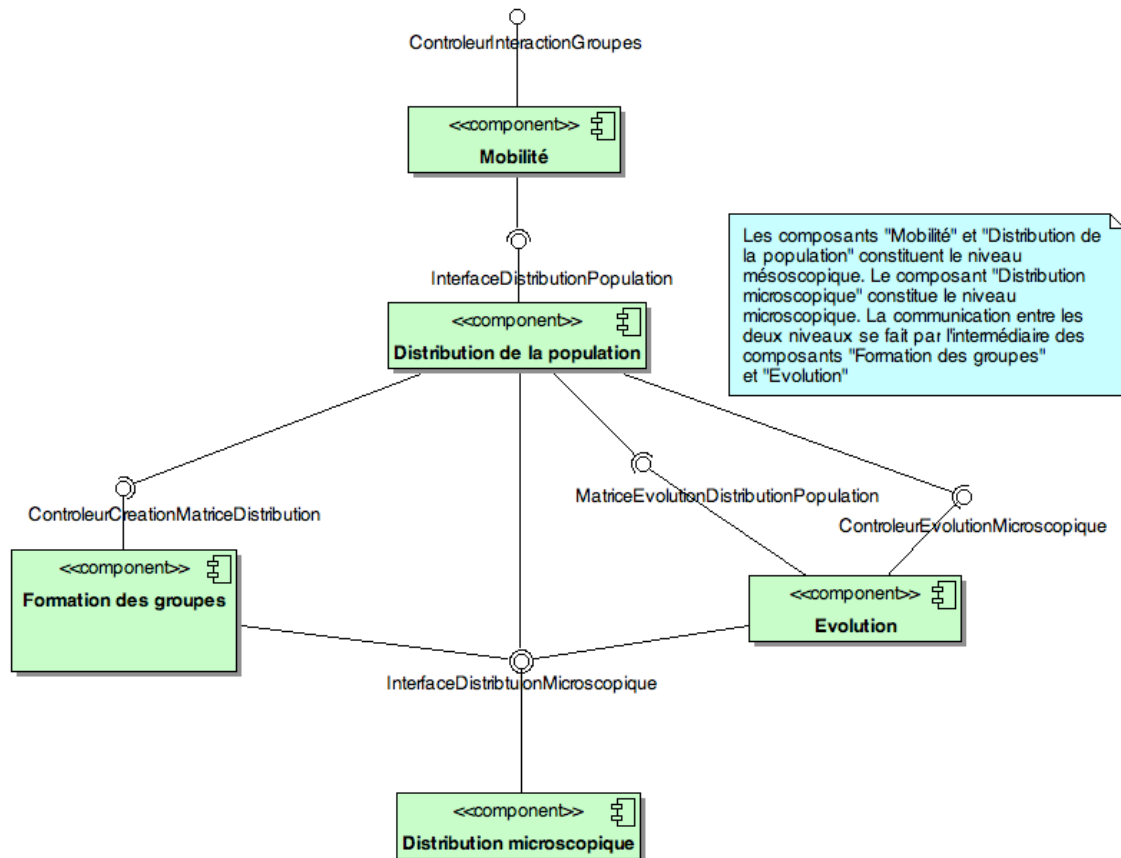 ControleurInteractionGroupes
<<component>>
Mobilité
InterfaceDistributionPopulation
Les composants "Mobilité" et "Distribution de
la population" constituent le niveau
mésoscopique. Le composant "Distribution
microscopique" constitue le niveau
microscopique. La communication entre les
deux niveaux se fait par l'intermédiaire des
composants "Formation des groupes"
et "Evolution"
<<component>>
Distribution de la population
ControleurCreationMatriceDistribution
MatriceEvolutionDistributionPopulation
ControleurEvolutionMicroscopique
<<component>>
Formation des groupes
<<component>>
Evolution
InterfaceDistribtuionMicroscopique
<<component>>
Distribution microscopique